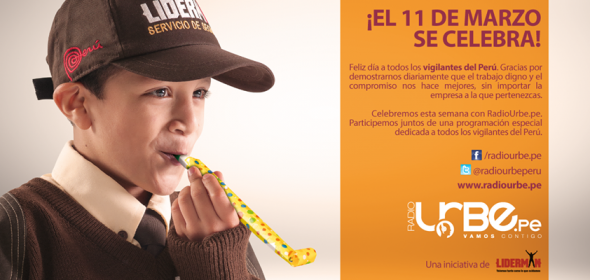 LIDERMAN
SERVICIO DE
Perú
¡EL 11 DE MARZO
SE CELEBRA!
Feliz día a todos los vigilantes del Perú. Gracias por
demostrarnos diariamente que el trabajo digno y el
compromiso nos hace mejores, sin importar la
empresa a la que pertenezcas.
Celebremos esta semana con RadioUrbe.pe.
Participemos juntos de una programación especial
dedicada a todos los vigilantes del Perú.
/radiourbe.pe
@radiourbeperu
www.radiourbe.pe
RADIO URBE.pe
VAMOS CONTIGO
Una iniciativa de LIDERMAN